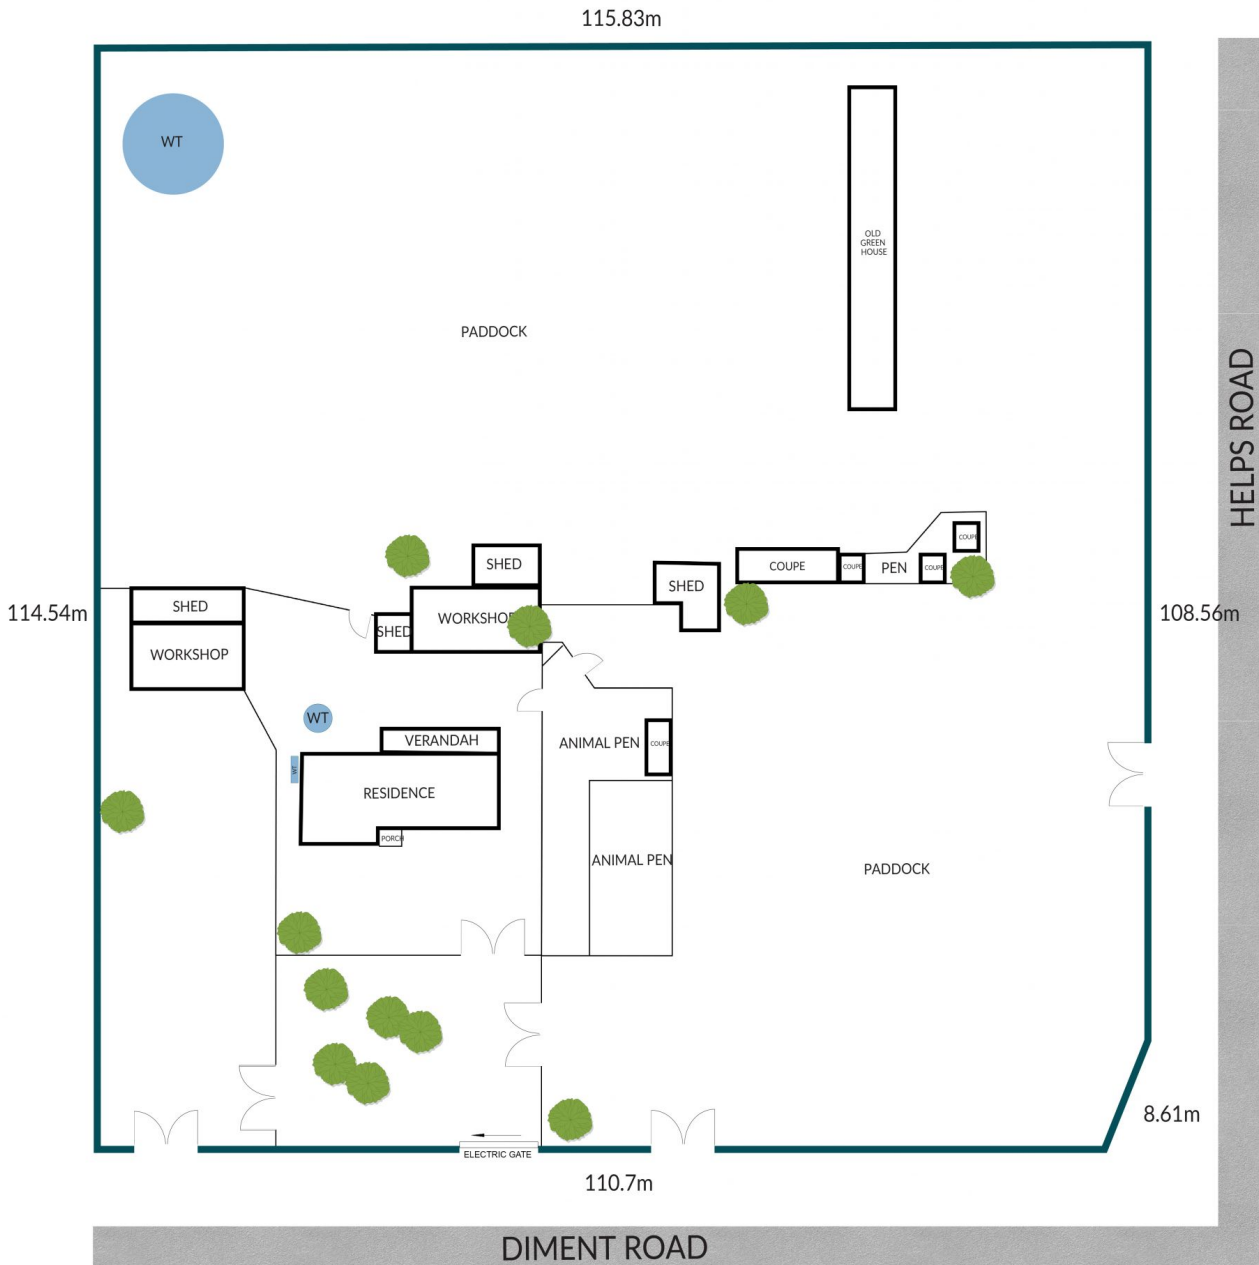 115.83m
WT
OLD
GREEN
HOUSE
PADDOCK
HELPS ROAD
COUPE
SHED
COUPE
COUPE
PEN
COUPE
SHED
SHED
114.54m
108.56m
WORKSHOP
SHED
WORKSHOP
WT
VERANDAH
ANIMAL PEN
COUPE
WT
RESIDENCE
PORCH
ANIMAL PEN
PADDOCK
8.61m
ELECTRIC GATE
110.7m
DIMENT ROAD